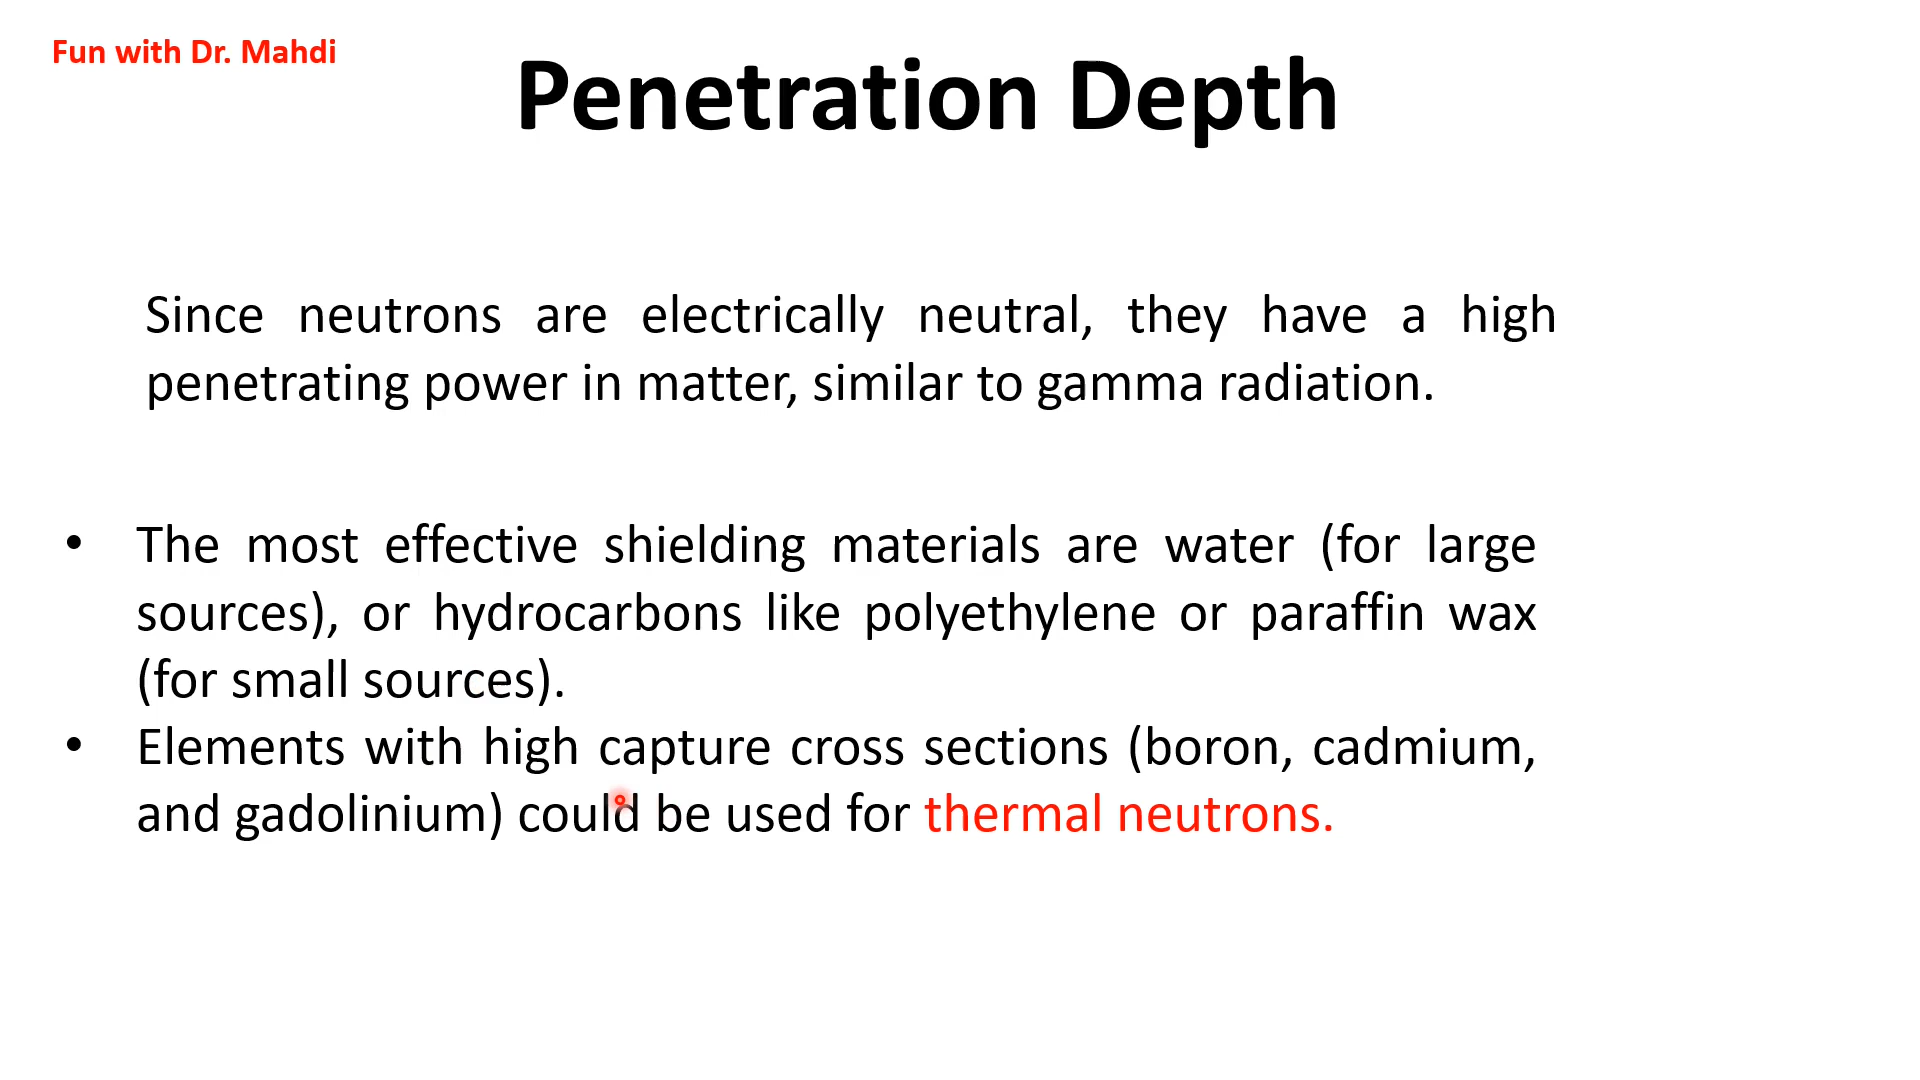 Fun with Dr. Mahdi
Penetration Depth
Since neutrons are electrically neutral, they have a high
penetrating power in matter, similar to gamma radiation.
• The most effective shielding materials are water (for large
sources), or hydrocarbons like polyethylene or paraffin wax
(for small sources).
• Elements with high capture cross sections (boron, cadmium,
and gadolinium) could be used for thermal neutrons.